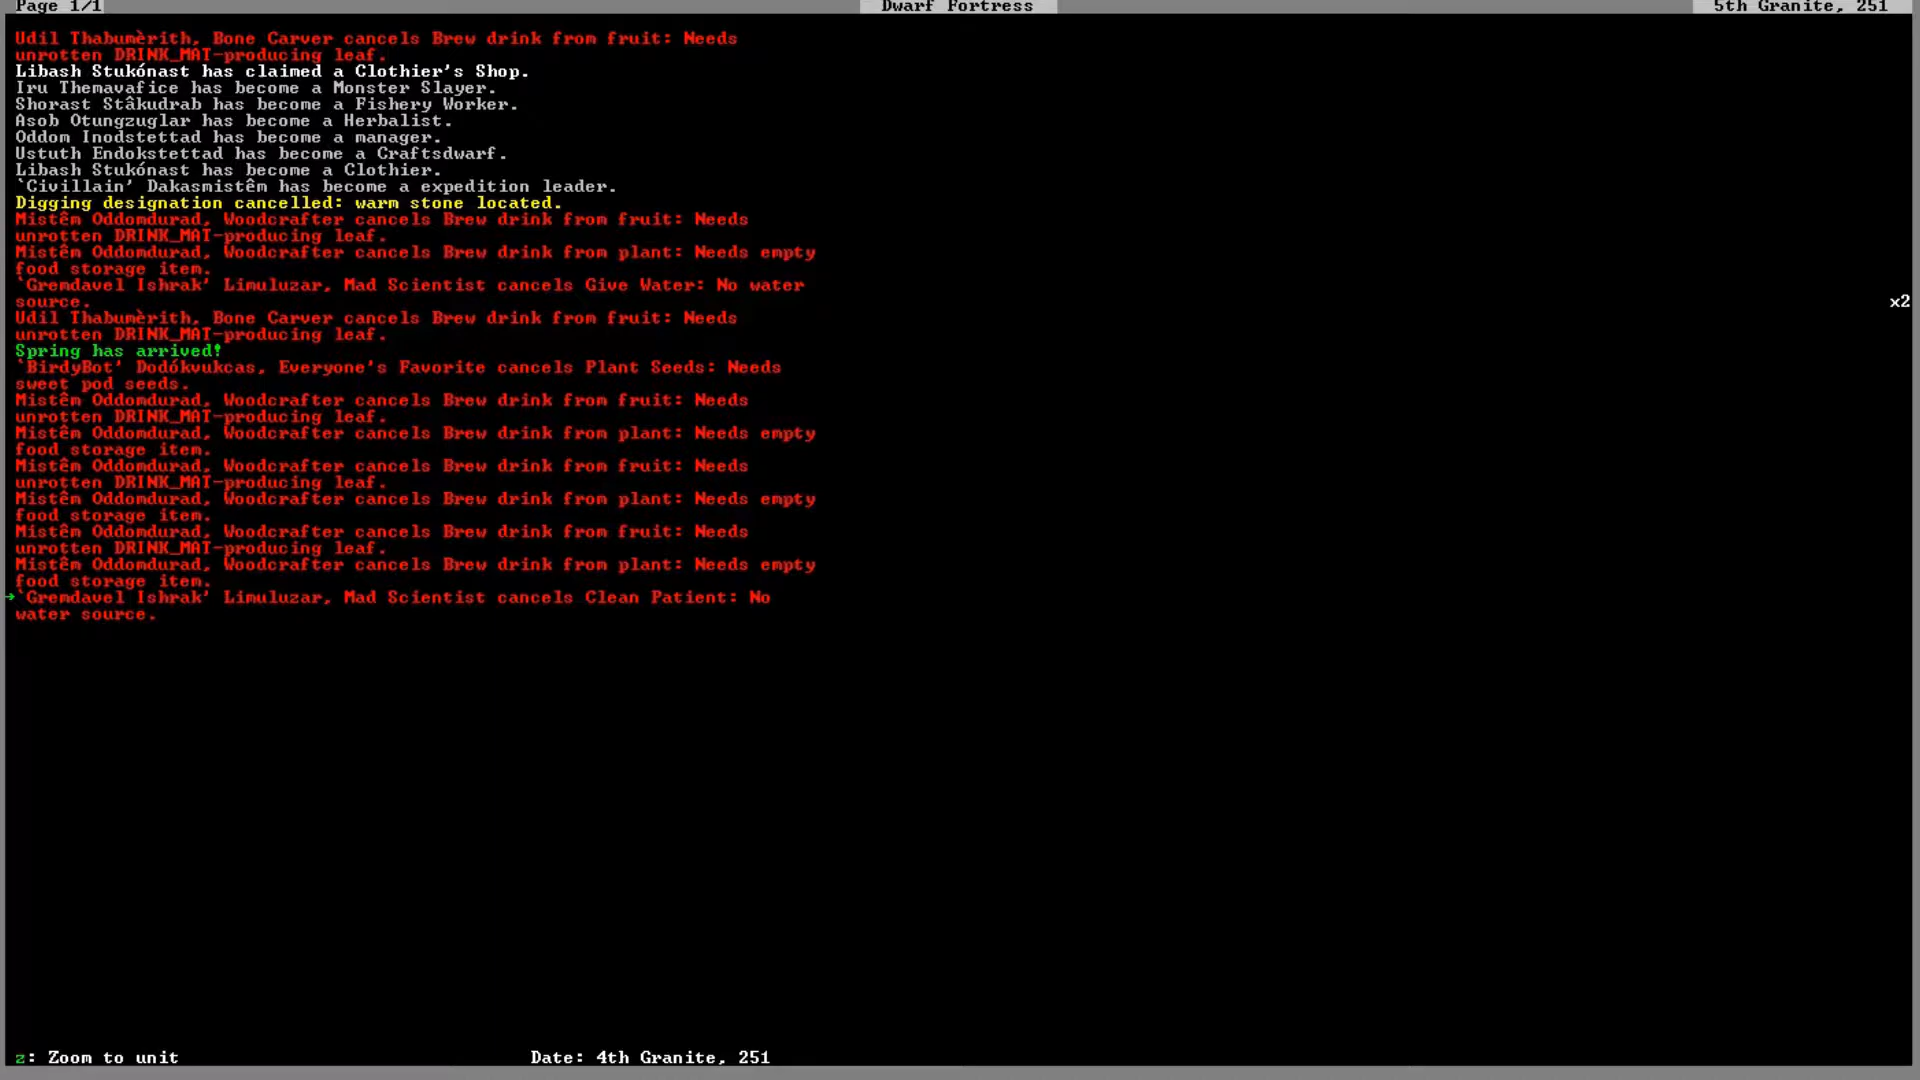 Page 1/1 Dwarf Fortress 5th Granite, 251
Udil Thabumèrith, Bone Carver cancels Brew drink from fruit: Needs
unrotten DRINK_MAT-producing leaf.
Libash Stukónast has claimed a Clothier's Shop.
Iru Themavafice has become a Monster Slayer.
Shorast Stâkudrab has become a Fishery Worker.
Asob Otungzuglar has become a Herbalist.
Oddom Inodstettad has become a manager.
Ustuth Endokstettad has become a Craftsdwarf.
Libash Stukónast has become a Clothier.
`Civillain' Dakasmistêm has become a expedition leader.
Digging designation cancelled: warm stone located.
Mistêm Oddomdurad, Woodcrafter cancels Brew drink from fruit: Needs
unrotten DRINK_MAT-producing leaf.
Mistêm Oddomdurad, Woodcrafter cancels Brew drink from plant: Needs empty
food storage item.
`Gremdavel Ishrak' Limuluzar, Mad Scientist cancels Give Water: No water
source. x2
Udil Thabumèrith, Bone Carver cancels Brew drink from fruit: Needs
unrotten DRINK_MAT-producing leaf.
Spring has arrived!
`BirdyBot' Dodókvukcas, Everyone's Favorite cancels Plant Seeds: Needs
sweet pod seeds.
Mistêm Oddomdurad, Woodcrafter cancels Brew drink from fruit: Needs
unrotten DRINK_MAT-producing leaf.
Mistêm Oddomdurad, Woodcrafter cancels Brew drink from plant: Needs empty
food storage item.
Mistêm Oddomdurad, Woodcrafter cancels Brew drink from fruit: Needs
unrotten DRINK_MAT-producing leaf.
Mistêm Oddomdurad, Woodcrafter cancels Brew drink from plant: Needs empty
food storage item.
Mistêm Oddomdurad, Woodcrafter cancels Brew drink from fruit: Needs
unrotten DRINK_MAT-producing leaf.
Mistêm Oddomdurad, Woodcrafter cancels Brew drink from plant: Needs empty
food storage item.
→`Gremdavel Ishrak' Limuluzar, Mad Scientist cancels Clean Patient: No
water source.
z: Zoom to unit Date: 4th Granite, 251